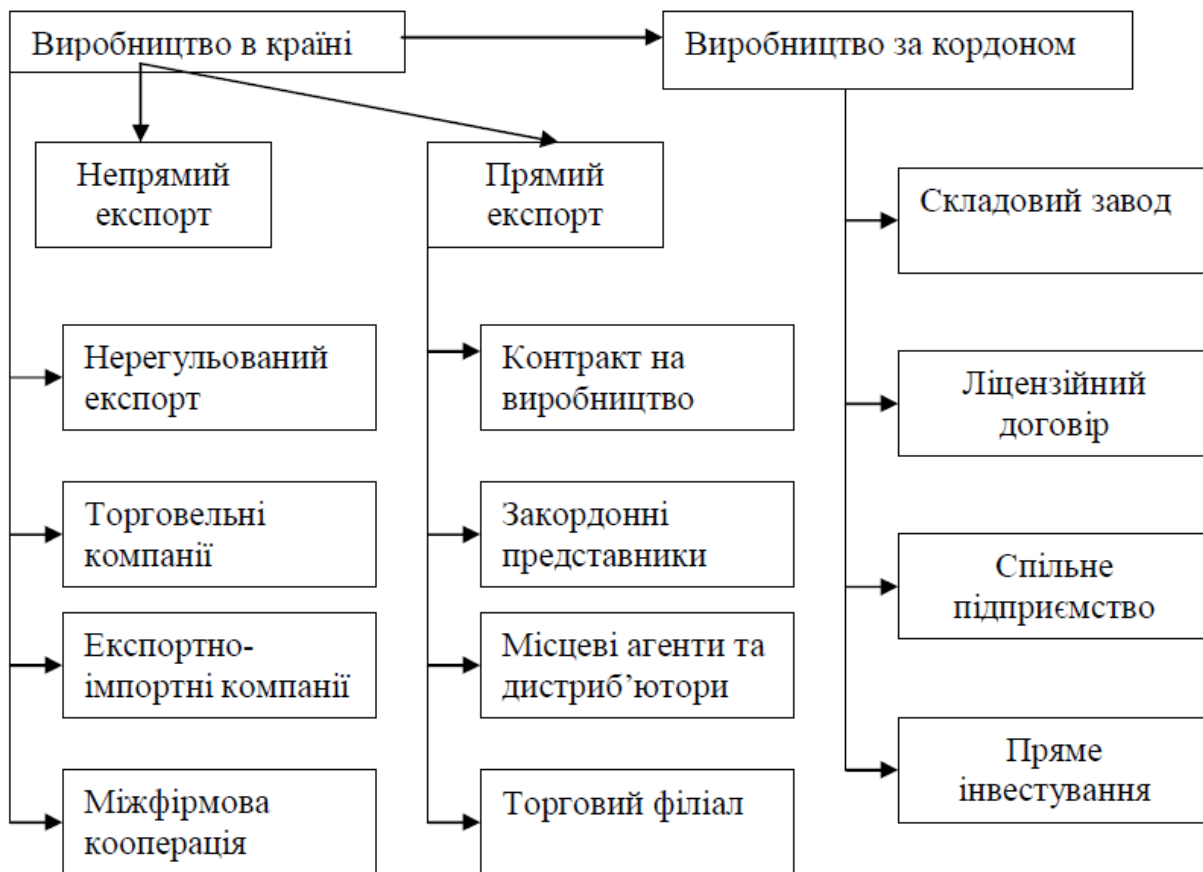 Виробництво в країні
Виробництво за кордоном
Непрямий
експорт
Прямий
експорт
Складовий завод
Нерегульований
експорт
Контракт на
виробництво
Ліцензійний
договір
Торговельні
компанії
Закордонні
представники
Спільне
підприємство
Експортно-
імпортні компанії
Місцеві агенти та
дистриб’ютори
Пряме
інвестування
Міжфірмова
кооперація
Торговий філіал